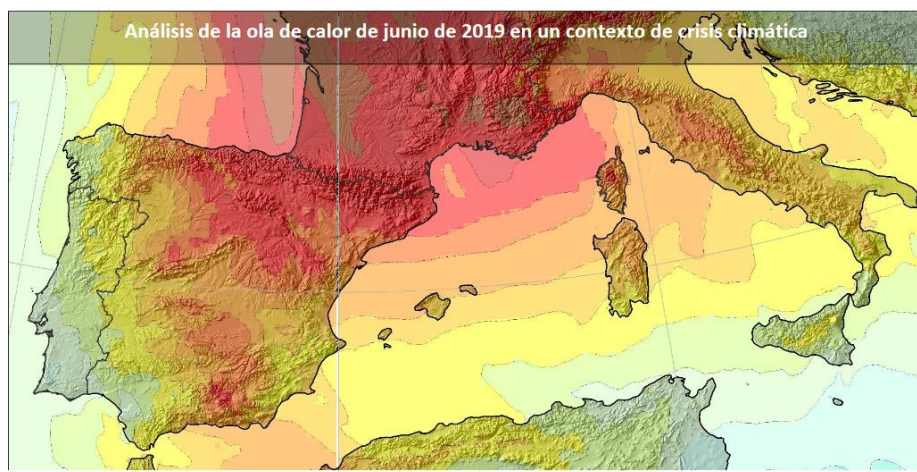 Análisis de la ola de calor de junio de 2019 en un contexto de crisis climática